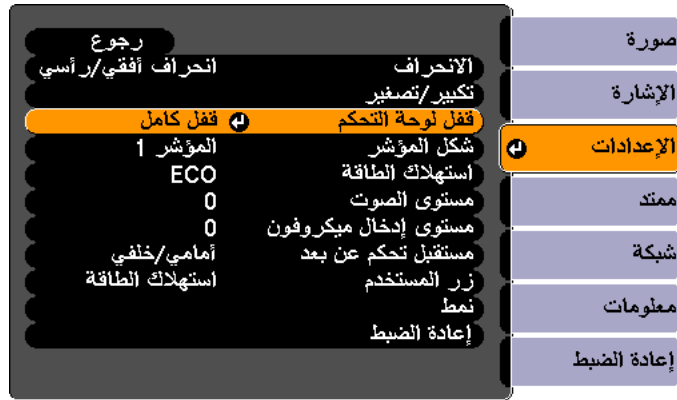 صورة
الإشارة
الإعدادات
ممتد
شبكة
معلومات
إعادة الضبط
رجوع
الانحراف انحراف أفقي/رأسي
تكبير/تصغير
قفل لوحة التحكم قفل كامل
شكل المؤشر المؤشر 1
استهلاك الطاقة ECO
مستوى الصوت 0
مستوى إدخال ميكروفون 0
مستقبل تحكم عن بعد أمامي/خلفي
زر المستخدم استهلاك الطاقة
نمط
إعادة الضبط